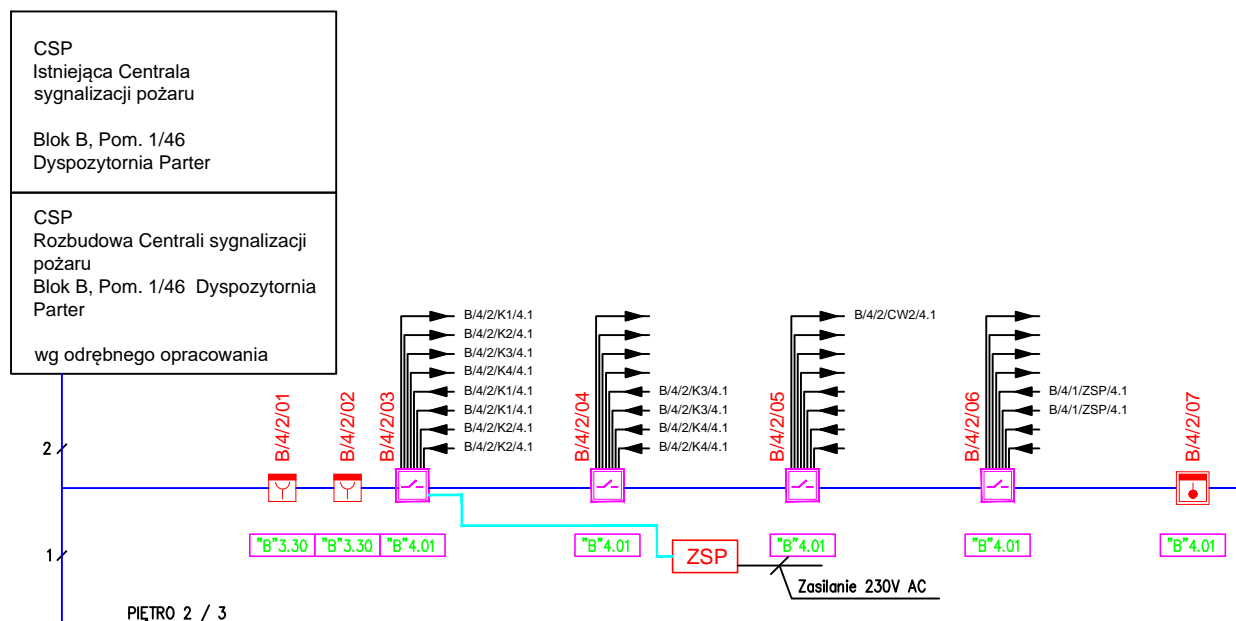 CSP
Istniejąca Centrala
sygnalizacji pożaru
Blok B, Pom. 1/46
Dyspozytornia Parter
CSP
Rozbudowa Centrali sygnalizacji
pożaru
Blok B, Pom. 1/46 Dyspozytornia
Parter
wg odrębnego opracowania
B/4/2/K1/4.1
B/4/2/K2/4.1
B/4/2/K3/4.1
B/4/2/K4/4.1
B/4/2/K1/4.1
B/4/2/K1/4.1
B/4/2/K2/4.1
B/4/2/K2/4.1
B/4/2/K3/4.1
B/4/2/K3/4.1
B/4/2/K4/4.1
B/4/2/K4/4.1
B/4/2/CW2/4.1
B/4/1/ZSP/4.1
B/4/1/ZSP/4.1
B/4/2/01
B/4/2/02
B/4/2/03
B/4/2/04
B/4/2/05
B/4/2/06
B/4/2/07
2
"B"3.30
"B"3.30
"B"4.01
"B"4.01
"B"4.01
"B"4.01
"B"4.01
1
ZSP
Zasilanie 230V AC
PIĘTRO 2 / 3